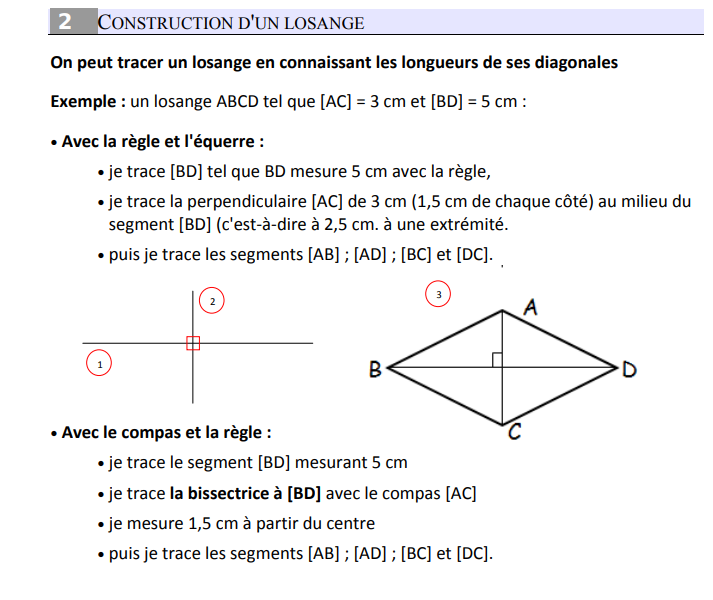 2 CONSTRUCTION D'UN LOSANGE
On peut tracer un losange en connaissant les longueurs de ses diagonales
Exemple : un losange ABCD tel que [AC] = 3 cm et [BD] = 5 cm :
• Avec la règle et l'équerre :
• je trace [BD] tel que BD mesure 5 cm avec la règle,
• je trace la perpendiculaire [AC] de 3 cm (1,5 cm de chaque côté) au milieu du
segment [BD] (c'est-à-dire à 2,5 cm. à une extrémité.
• puis je trace les segments [AB] ; [AD] ; [BC] et [DC].
2
3
A
1
B
D
C
• Avec le compas et la règle :
• je trace le segment [BD] mesurant 5 cm
• je trace la bissectrice à [BD] avec le compas [AC]
• je mesure 1,5 cm à partir du centre
• puis je trace les segments [AB] ; [AD] ; [BC] et [DC].